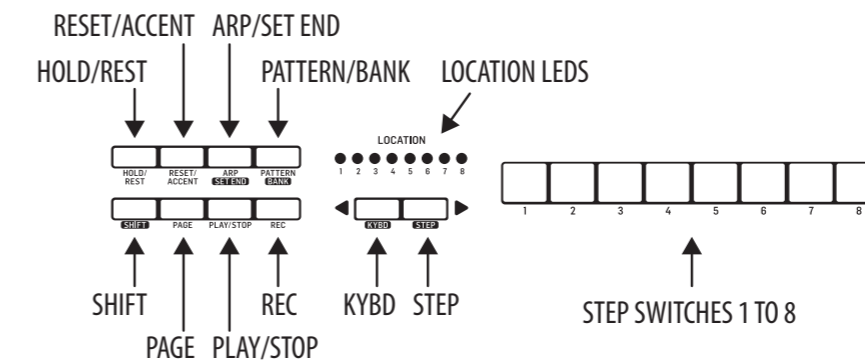 RESET/ACCENT ARP/SET END
HOLD/REST PATTERN/BANK LOCATION LEDS
LOCATION
1 2 3 4 5 6 7 8
HOLD/ REST RESET/ ACCENT ARP SET END PATTERN BANK
SHIFT PAGE PLAY/STOP REC KYBD STEP
1 2 3 4 5 6 7 8
SHIFT REC KYBD STEP STEP SWITCHES 1 TO 8
PAGE PLAY/STOP